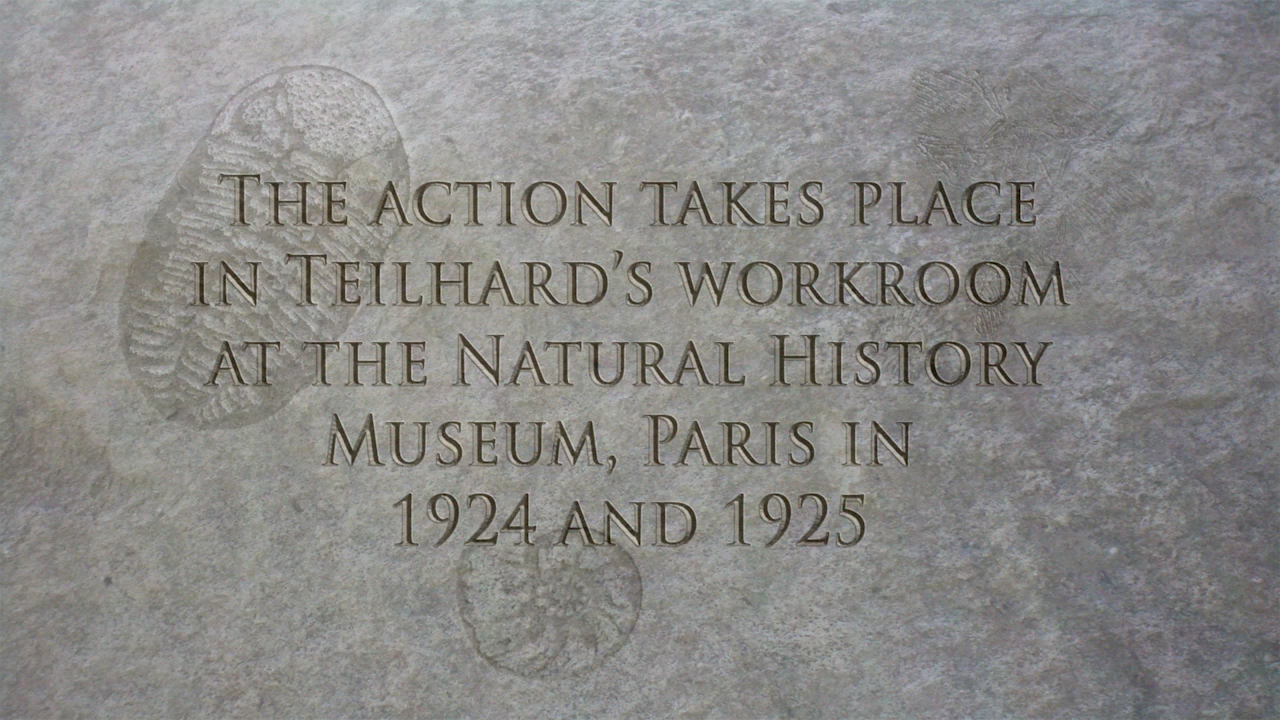 The action takes place
in Teilhard's workroom
at the Natural History
Museum, Paris in
1924 and 1925